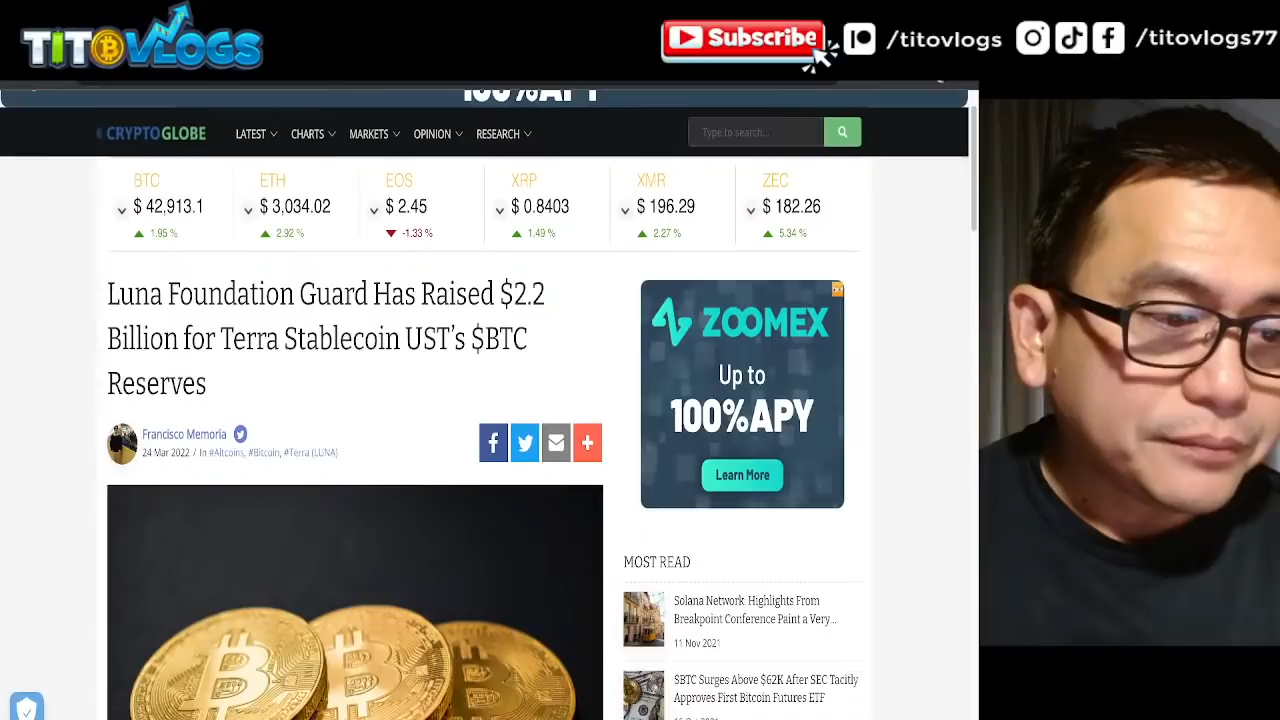 TITOVLOGS
Subscribe
/titovlogs
/titovlogs77
100%APY
CRYPTOGLOBE
LATEST
CHARTS
MARKETS
OPINION
RESEARCH
Type to search...
BTC
ETH
EOS
XRP
XMR
ZEC
$ 42,913.1
$ 3,034.02
$ 2.45
$ 0.8403
$ 196.29
$ 182.26
1.95 %
2.92 %
-1.33 %
1.49 %
2.27 %
5.34 %
Luna Foundation Guard Has Raised $2.2
Billion for Terra Stablecoin UST's $BTC
Reserves
Francisco Memoria
24 Mar 2022 / In #Altcoins, #Bitcoin, #Terra (LUNA)
ZOOMEX
Up to
100%APY
Learn More
MOST READ
Solana Network: Highlights From
Breakpoint Conference Paint a Very...
11 Nov 2021
$BTC Surges Above $62K After SEC Tacitly
Approves First Bitcoin Futures ETF